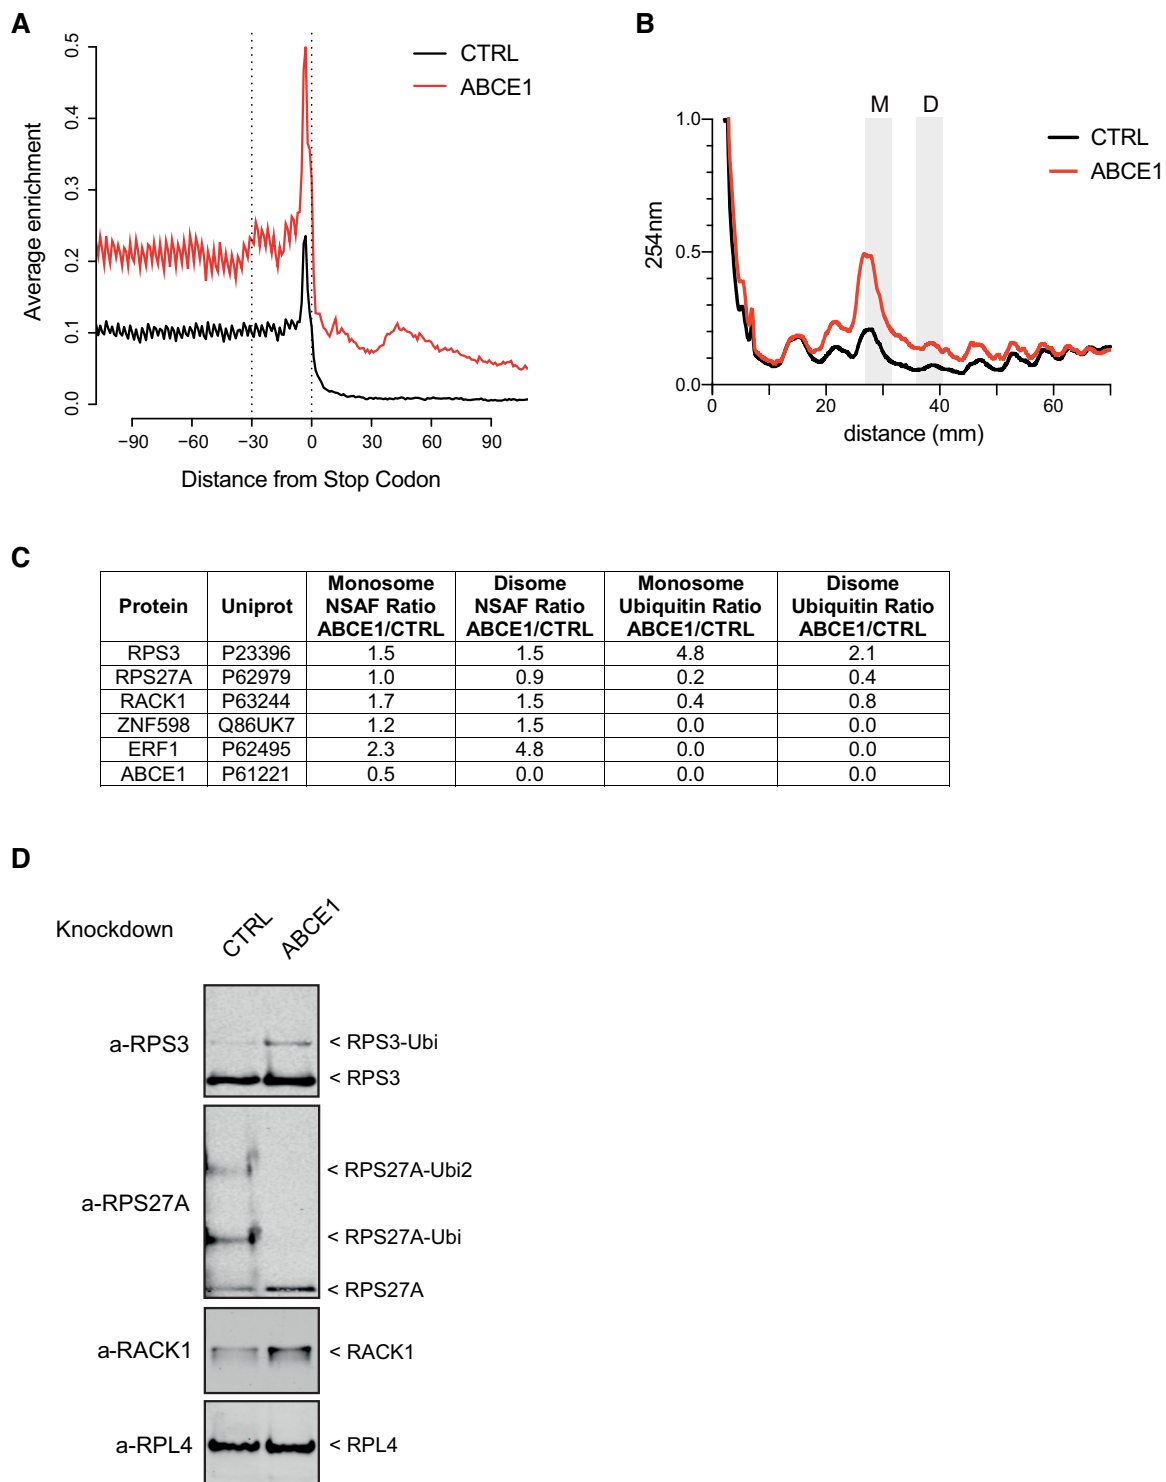 A
CTRL
ABCE1
Average enrichment
0.5
0.4
0.3
0.2
0.1
0.0
−90 −60 −30 0 30 60 90
Distance from Stop Codon
B
M D
CTRL
ABCE1
254nm
1.0
0.5
0.0
0 20 40 60
distance (mm)
C
Protein Uniprot Monosome NSAF Ratio ABCE1/CTRL Disome NSAF Ratio ABCE1/CTRL Monosome Ubiquitin Ratio ABCE1/CTRL Disome Ubiquitin Ratio ABCE1/CTRL
RPS3 P23396 1.5 1.5 4.8 2.1
RPS27A P62979 1.0 0.9 0.2 0.4
RACK1 P63244 1.7 1.5 0.4 0.8
ZNF598 Q86UK7 1.2 1.5 0.0 0.0
ERF1 P62495 2.3 4.8 0.0 0.0
ABCE1 P61221 0.5 0.0 0.0 0.0
D
Knockdown CTRL ABCE1
a-RPS3
< RPS3-Ubi
< RPS3
a-RPS27A
< RPS27A-Ubi2
< RPS27A-Ubi
< RPS27A
a-RACK1 < RACK1
a-RPL4 < RPL4